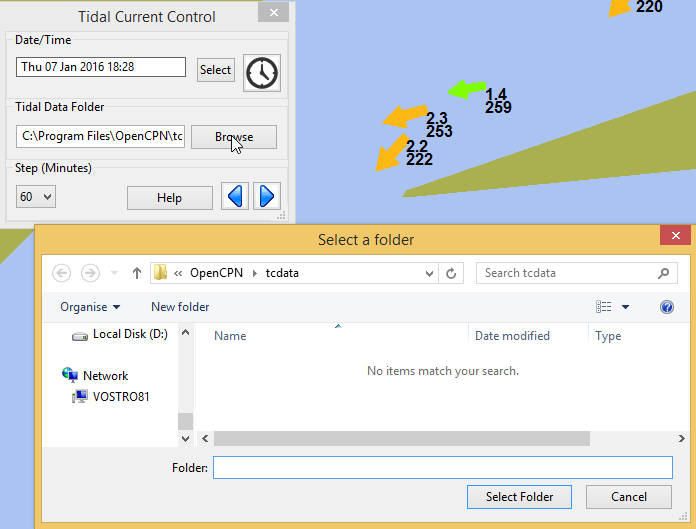 Tidal Current Control
Date/Time
Thu 07 Jan 2016 18:28
Select
Tidal Data Folder
C:\Program Files\OpenCPN\tc
Browse
Step (Minutes)
60
Help
220
1.4
259
2.3
253
2.2
222
Select a folder
« OpenCPN tcdata
Search tcdata
Organise
New folder
Local Disk (D:)
Network
VOSTRO81
Name
Date modified
Type
No items match your search.
Folder:
Select Folder
Cancel